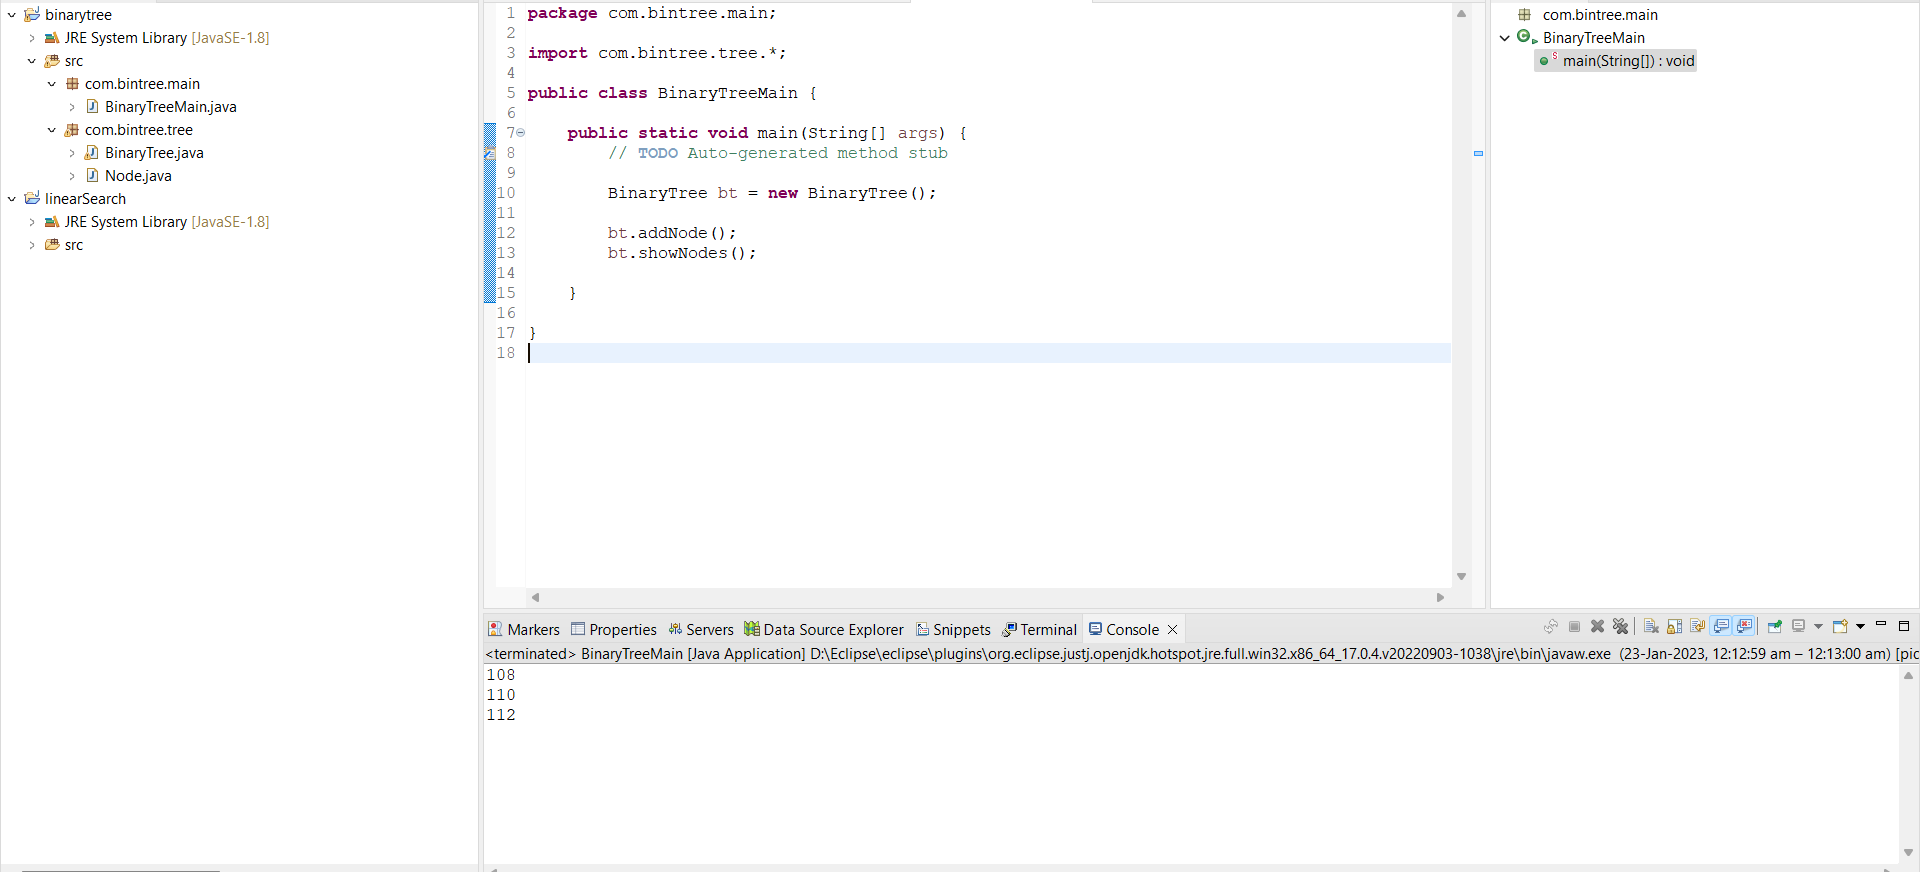 binarytree
JRE System Library [JavaSE-1.8]
src
com.bintree.main
BinaryTreeMain.java
com.bintree.tree
BinaryTree.java
Node.java
linearSearch
JRE System Library [JavaSE-1.8]
src
1 package com.bintree.main;
2
3 import com.bintree.tree.*;
4
5 public class BinaryTreeMain {
6
7 public static void main(String[] args) {
8 // TODO Auto-generated method stub
9
10 BinaryTree bt = new BinaryTree();
11
12 bt.addNode();
13 bt.showNodes();
14
15 }
16
17 }
18
com.bintree.main
BinaryTreeMain
main(String[]) : void
Markers Properties Servers Data Source Explorer Snippets Terminal Console
<terminated> BinaryTreeMain [Java Application] D:\Eclipse\eclipse\plugins\org.eclipse.justj.openjdk.hotspot.jre.full.win32.x86_64_17.0.4.v20220903-1038\jre\bin\javaw.exe (23-Jan-2023, 12:12:59 am – 12:13:00 am) [pic
108
110
112